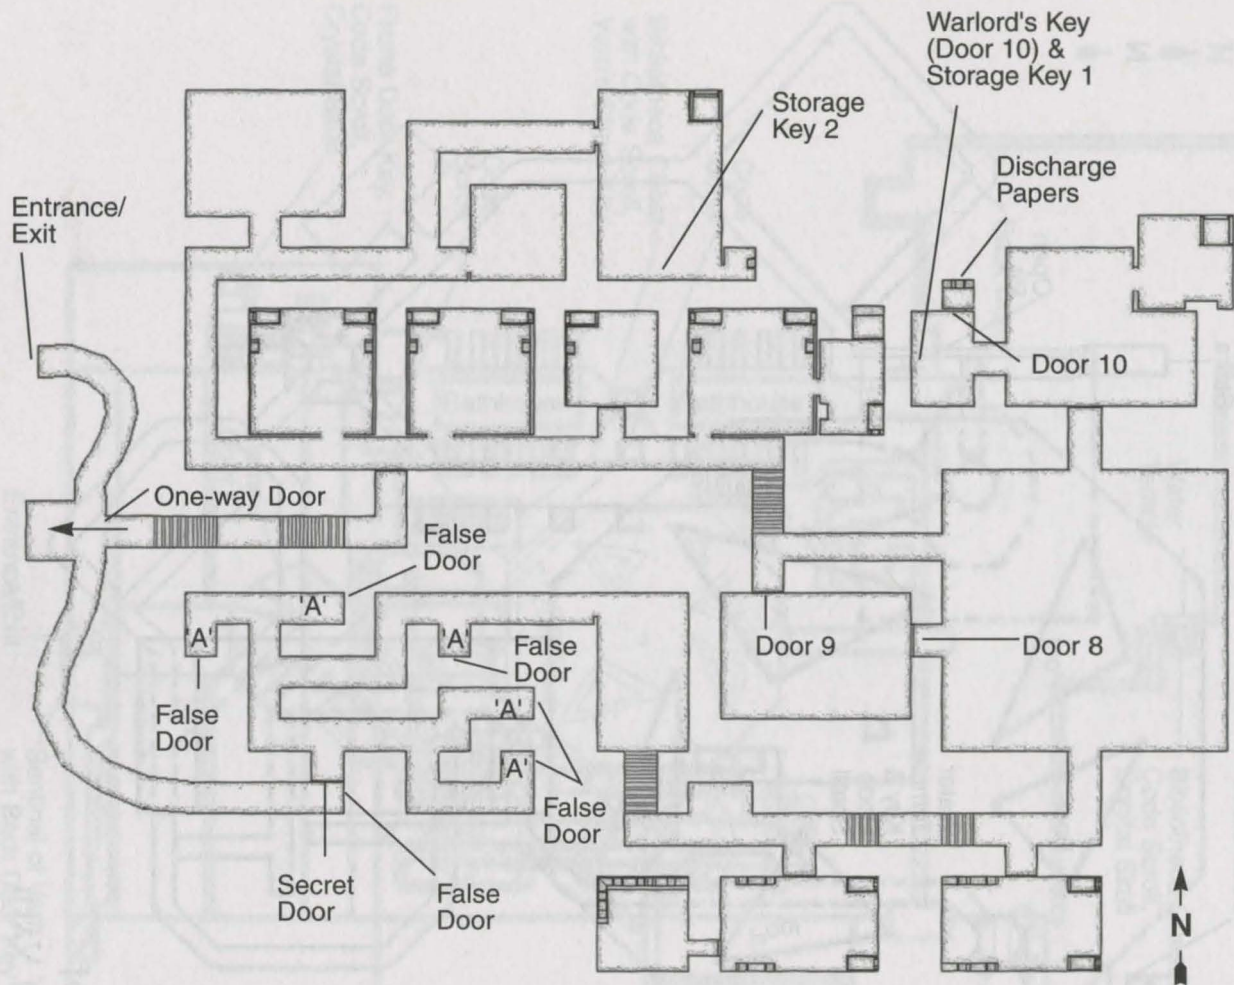 Warlord's Key
(Door 10) &
Storage Key 1
Storage
Key 2
Discharge
Papers
Entrance/
Exit
Door 10
One-way Door
False
Door
'A'
'A'
'A'
False
Door
Door 9
Door 8
'A'
False
Door
'A'
False
Door
Secret
Door
False
Door
N